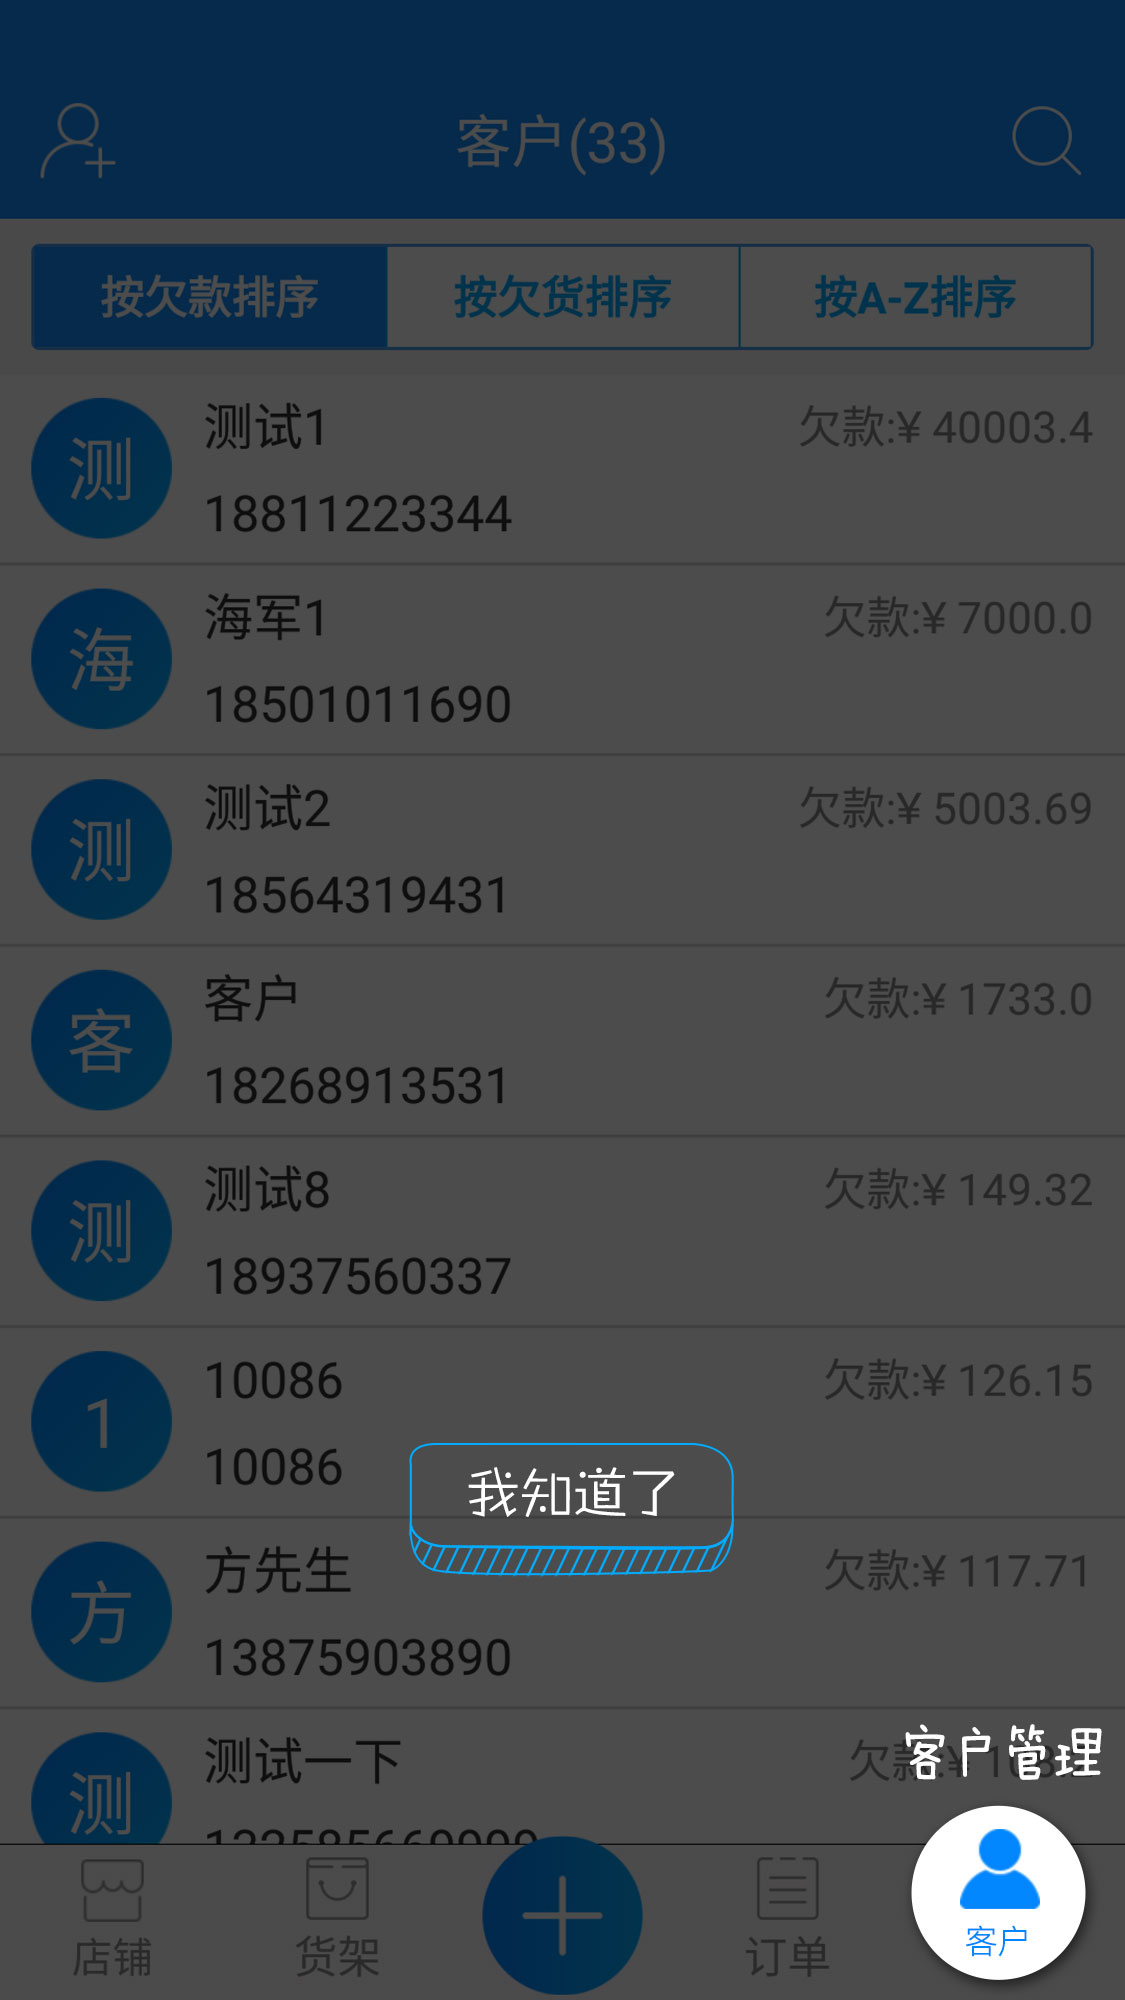 客户(33)
按欠款排序 按欠货排序 按A-Z排序
测 测试1 欠款:¥ 40003.4
18811223344
海 海军1 欠款:¥ 7000.0
18501011690
测 测试2 欠款:¥ 5003.69
18564319431
客 客户 欠款:¥ 1733.0
18268913531
测 测试8 欠款:¥ 149.32
18937560337
1 10086 欠款:¥ 126.15
10086
我知道了
方 方先生 欠款:¥ 117.71
13875903890
测 测试一下 欠款:¥
客户管理
店铺 货架 订单 客户